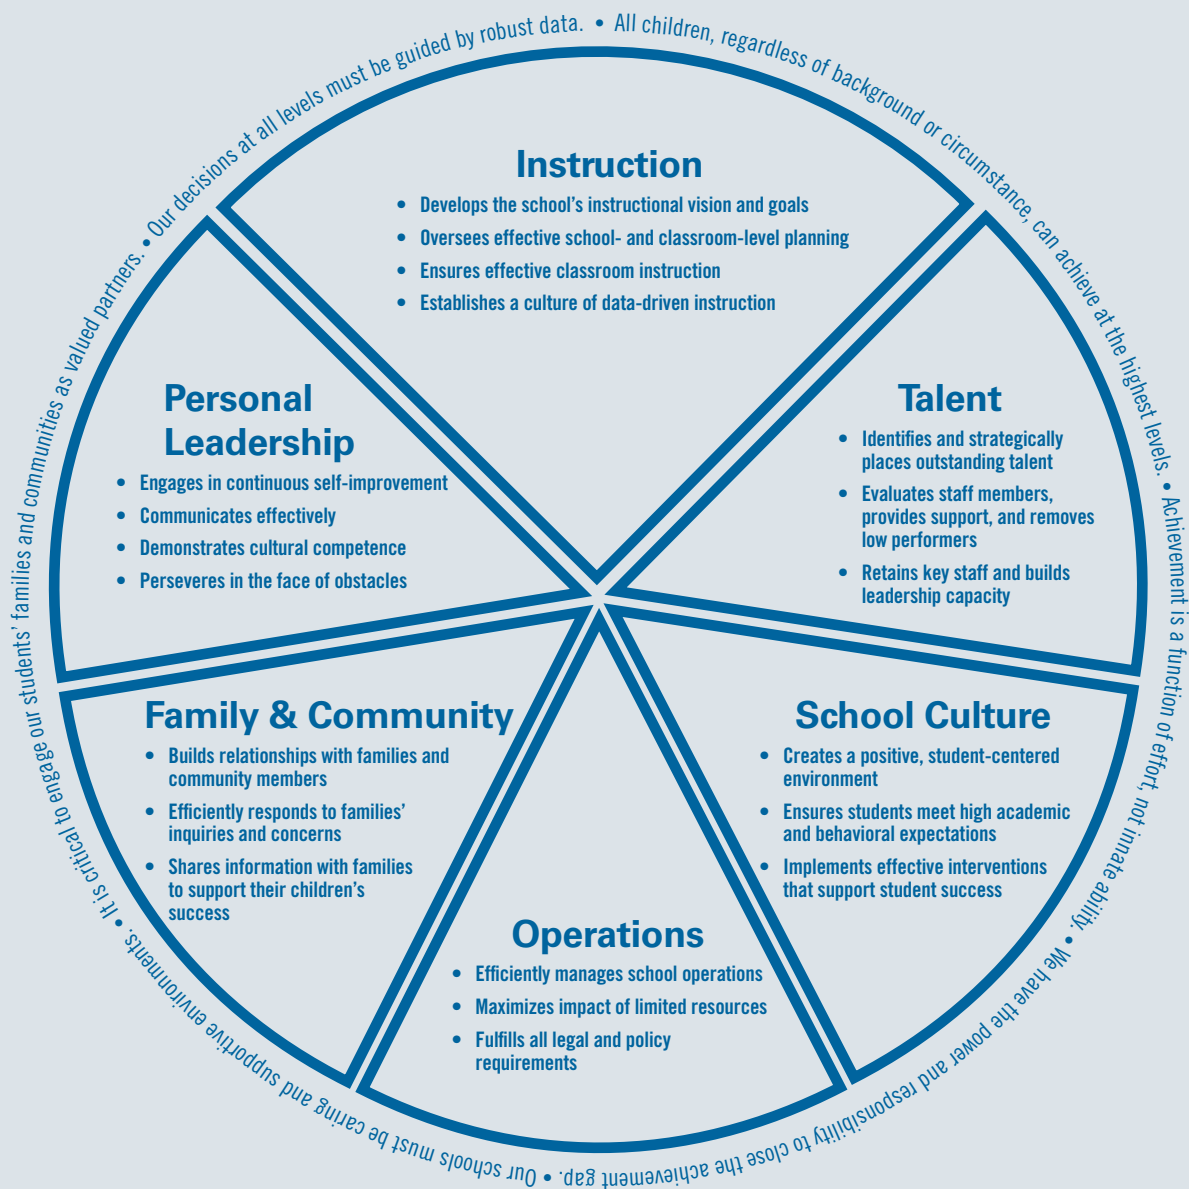 Our decisions at all levels must be guided by robust data. • All children, regardless of background or circumstance, can achieve at the highest levels. • Achievement is a function of effort, not innate ability. • We have the power and responsibility to close the achievement gap. • Our schools must be caring and supportive environments. • It is critical to engage our students’ families and communities as valued partners. •
Instruction
• Develops the school’s instructional vision and goals
• Oversees effective school- and classroom-level planning
• Ensures effective classroom instruction
• Establishes a culture of data-driven instruction
Talent
• Identifies and strategically
places outstanding talent
• Evaluates staff members,
provides support, and removes
low performers
• Retains key staff and builds
leadership capacity
School Culture
• Creates a positive, student-centered
environment
• Ensures students meet high academic
and behavioral expectations
• Implements effective interventions
that support student success
Operations
• Efficiently manages school operations
• Maximizes impact of limited resources
• Fulfills all legal and policy
requirements
Family & Community
• Builds relationships with families and
community members
• Efficiently responds to families’
inquiries and concerns
• Shares information with families
to support their children’s
success
Personal
Leadership
• Engages in continuous self-improvement
• Communicates effectively
• Demonstrates cultural competence
• Perseveres in the face of obstacles